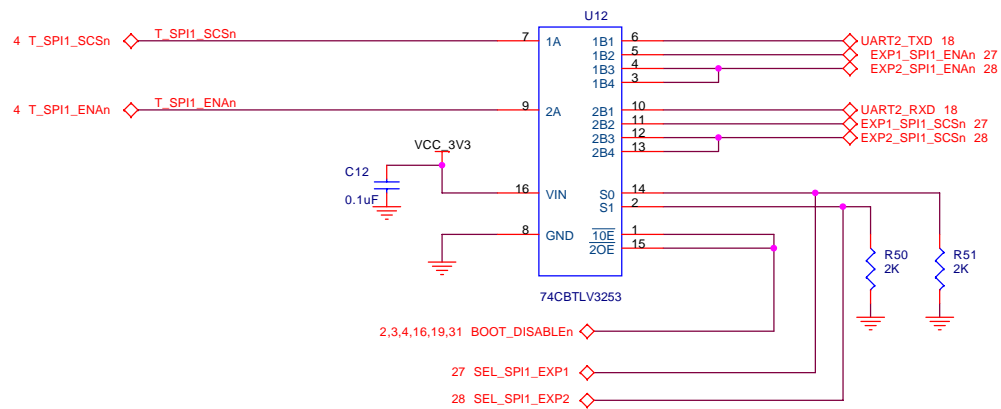 U12
4 T_SPI1_SCSn T_SPI1_SCSn 7 1A 1B1 6 UART2_TXD 18
1B2 5 EXP1_SPI1_ENAn 27
1B3 4 EXP2_SPI1_ENAn 28
1B4 3
4 T_SPI1_ENAn T_SPI1_ENAn 9 2A 2B1 10 UART2_RXD 18
2B2 11 EXP1_SPI1_SCSn 27
2B3 12 EXP2_SPI1_SCSn 28
2B4 13
VCC_3V3
C12
0.1uF
16 VIN S0 14
S1 2
8 GND 1OE 1
2OE 15
R50
2K
R51
2K
74CBTLV3253
2,3,4,16,19,31 BOOT_DISABLEn
27 SEL_SPI1_EXP1
28 SEL_SPI1_EXP2